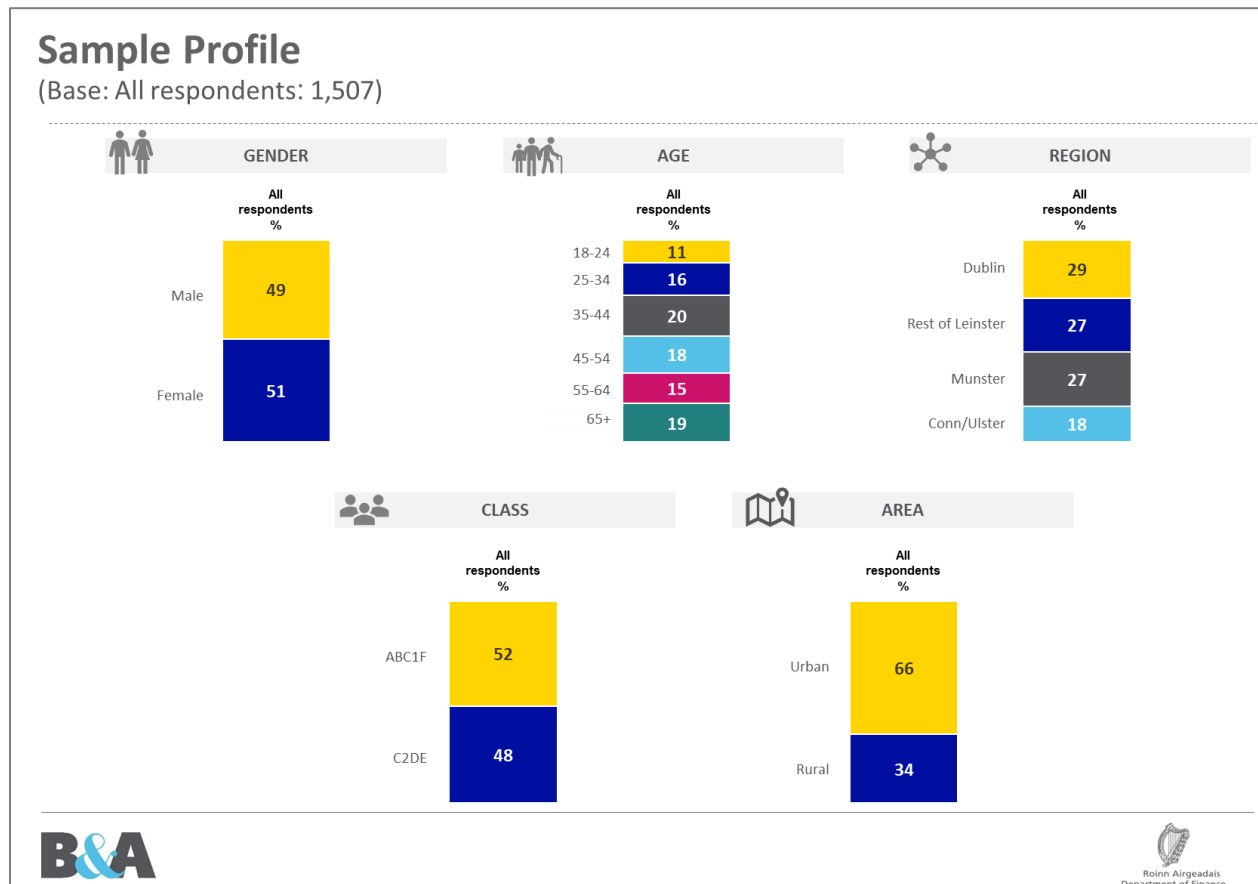 Sample Profile
(Base: All respondents: 1,507)
GENDER
All
respondents
%
Male
49
Female
51
AGE
All
respondents
%
18-24
11
25-34
16
35-44
20
45-54
18
55-64
15
65+
19
REGION
All
respondents
%
Dublin
29
Rest of Leinster
27
Munster
27
Conn/Ulster
18
CLASS
All
respondents
%
ABC1F
52
C2DE
48
AREA
All
respondents
%
Urban
66
Rural
34
B&A
Roinn Airgeadais
Department of Finance